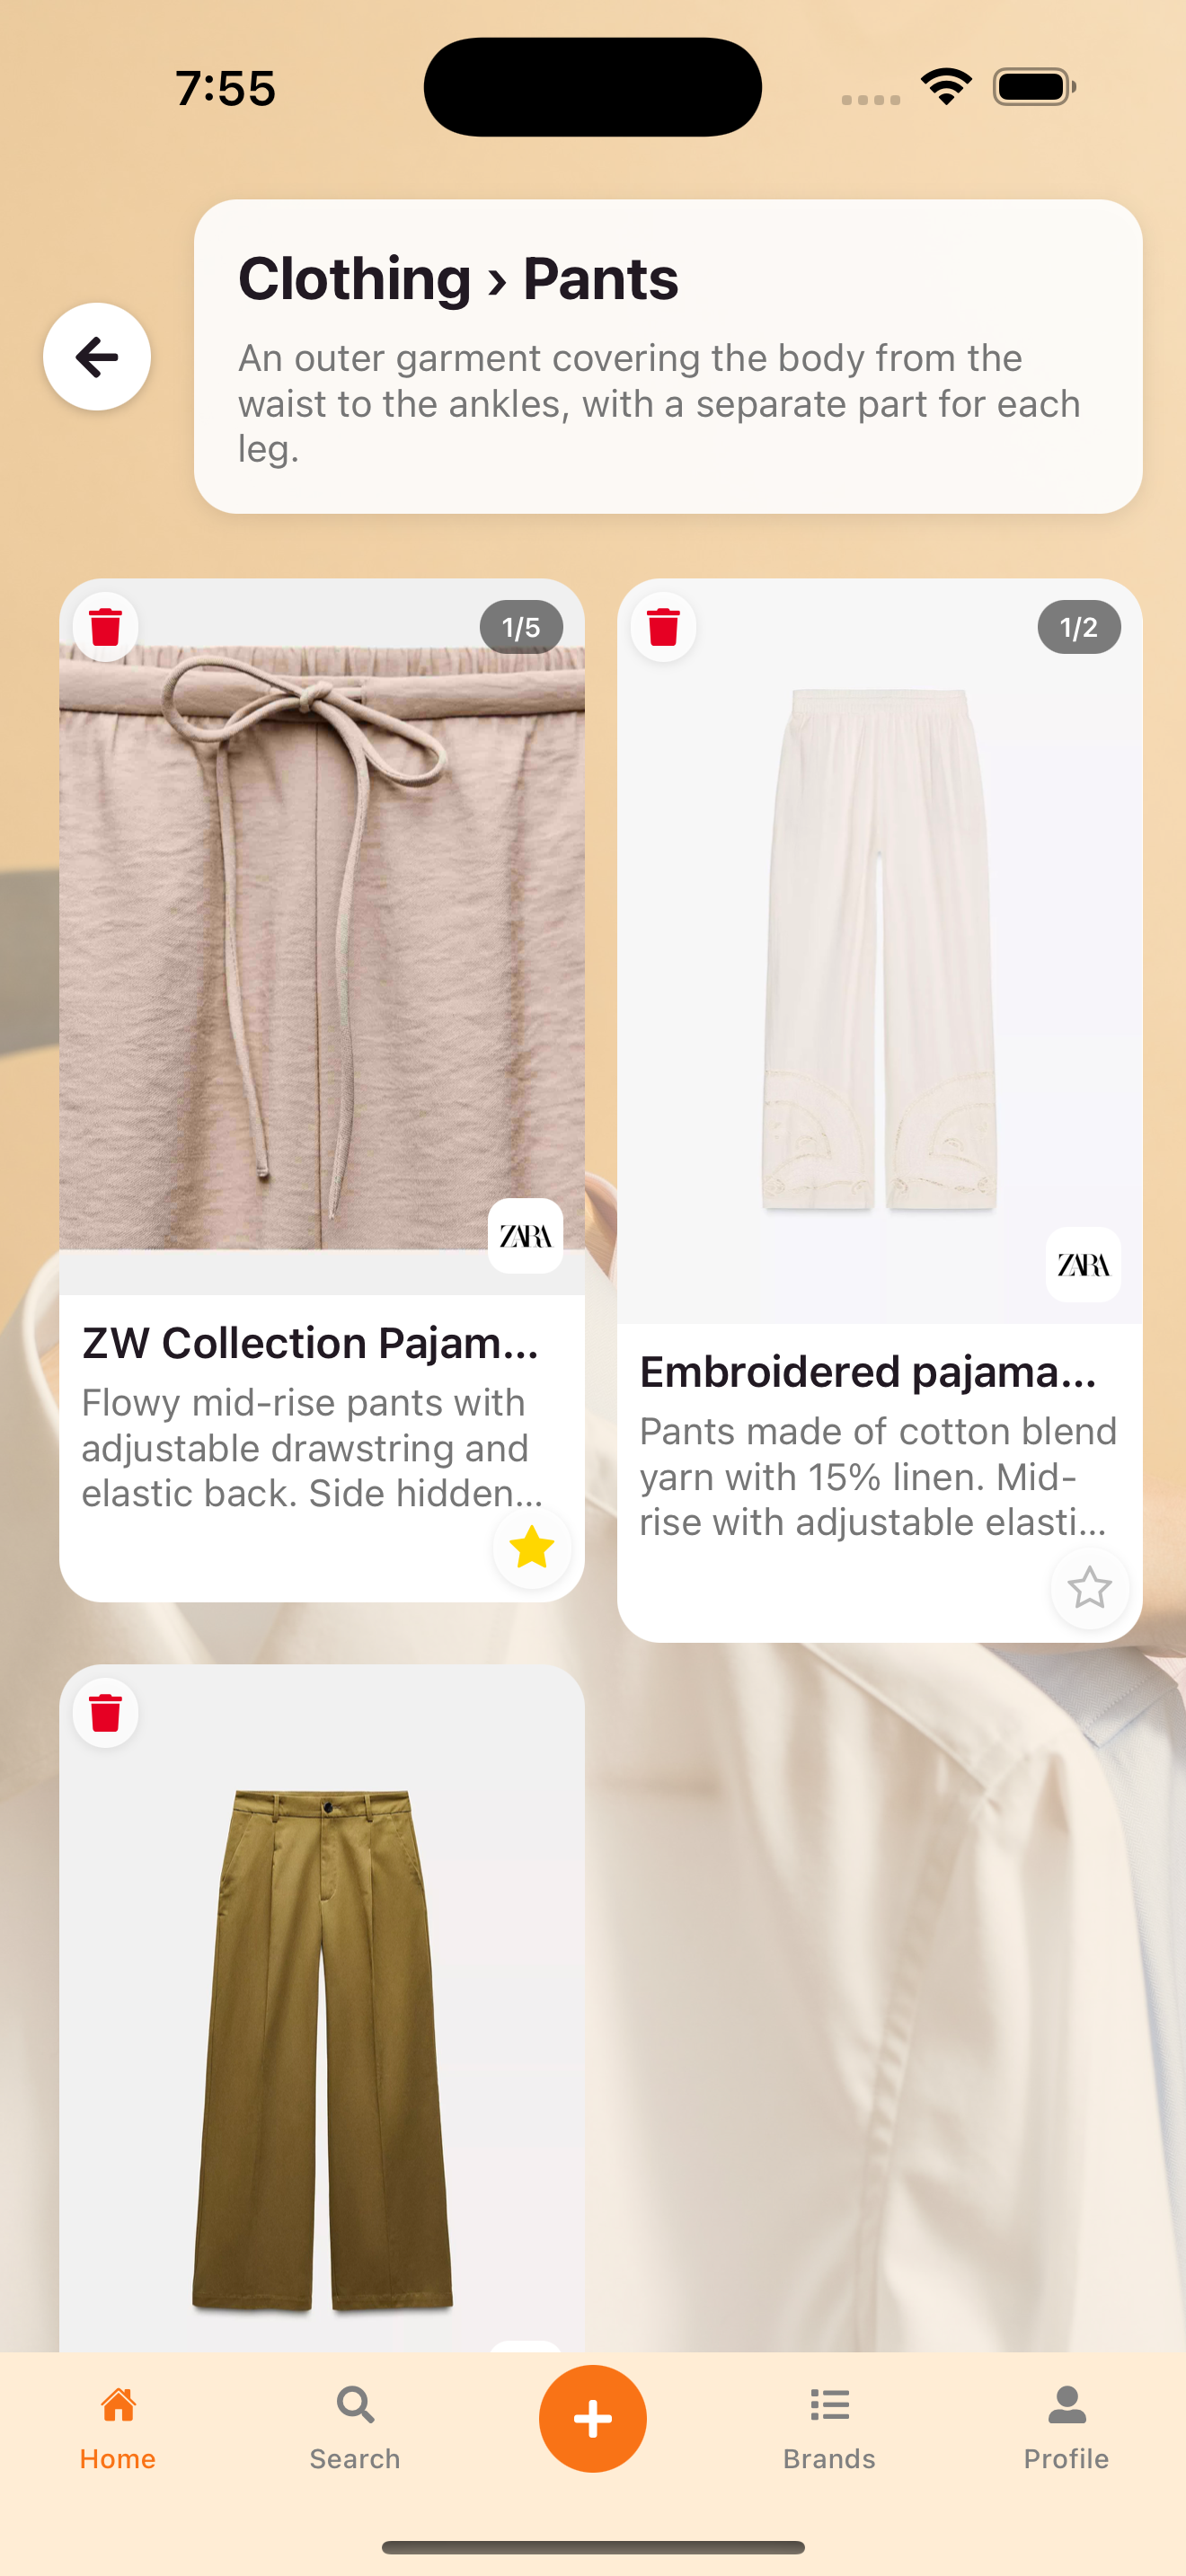 7:55
Clothing › Pants
An outer garment covering the body from the
waist to the ankles, with a separate part for each
leg.
1/5
ZARA
ZW Collection Pajam...
Flowy mid-rise pants with
adjustable drawstring and
elastic back. Side hidden...
1/2
ZARA
Embroidered pajama...
Pants made of cotton blend
yarn with 15% linen. Mid-
rise with adjustable elasti...
Home
Search
Brands
Profile